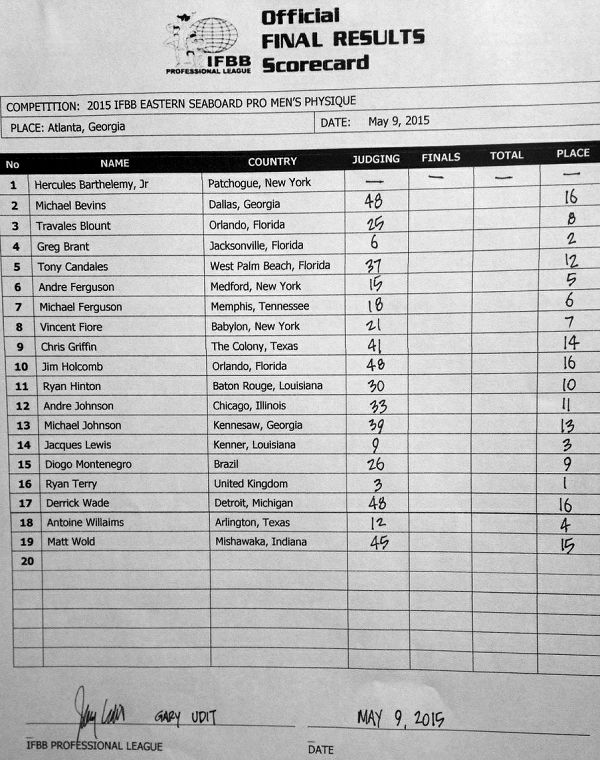 Official
FINAL RESULTS
Scorecard
IFBB
PROFESSIONAL LEAGUE
COMPETITION: 2015 IFBB EASTERN SEABOARD PRO MEN'S PHYSIQUE
PLACE: Atlanta, Georgia DATE: May 9, 2015
No NAME COUNTRY JUDGING FINALS TOTAL PLACE
1 Hercules Barthelemy, Jr Patchogue, New York — — — —
2 Michael Bevins Dallas, Georgia 48 16
3 Travales Blount Orlando, Florida 25 8
4 Greg Brant Jacksonville, Florida 6 2
5 Tony Candales West Palm Beach, Florida 37 12
6 Andre Ferguson Medford, New York 15 5
7 Michael Ferguson Memphis, Tennessee 18 6
8 Vincent Fiore Babylon, New York 21 7
9 Chris Griffin The Colony, Texas 41 14
10 Jim Holcomb Orlando, Florida 48 16
11 Ryan Hinton Baton Rouge, Louisiana 30 10
12 Andre Johnson Chicago, Illinois 33 11
13 Michael Johnson Kennesaw, Georgia 39 13
14 Jacques Lewis Kenner, Louisiana 9 3
15 Diogo Montenegro Brazil 26 9
16 Ryan Terry United Kingdom 3 1
17 Derrick Wade Detroit, Michigan 48 16
18 Antoine Willaims Arlington, Texas 12 4
19 Matt Wold Mishawaka, Indiana 45 15
20
GARY UDIT MAY 9, 2015
IFBB PROFESSIONAL LEAGUE DATE